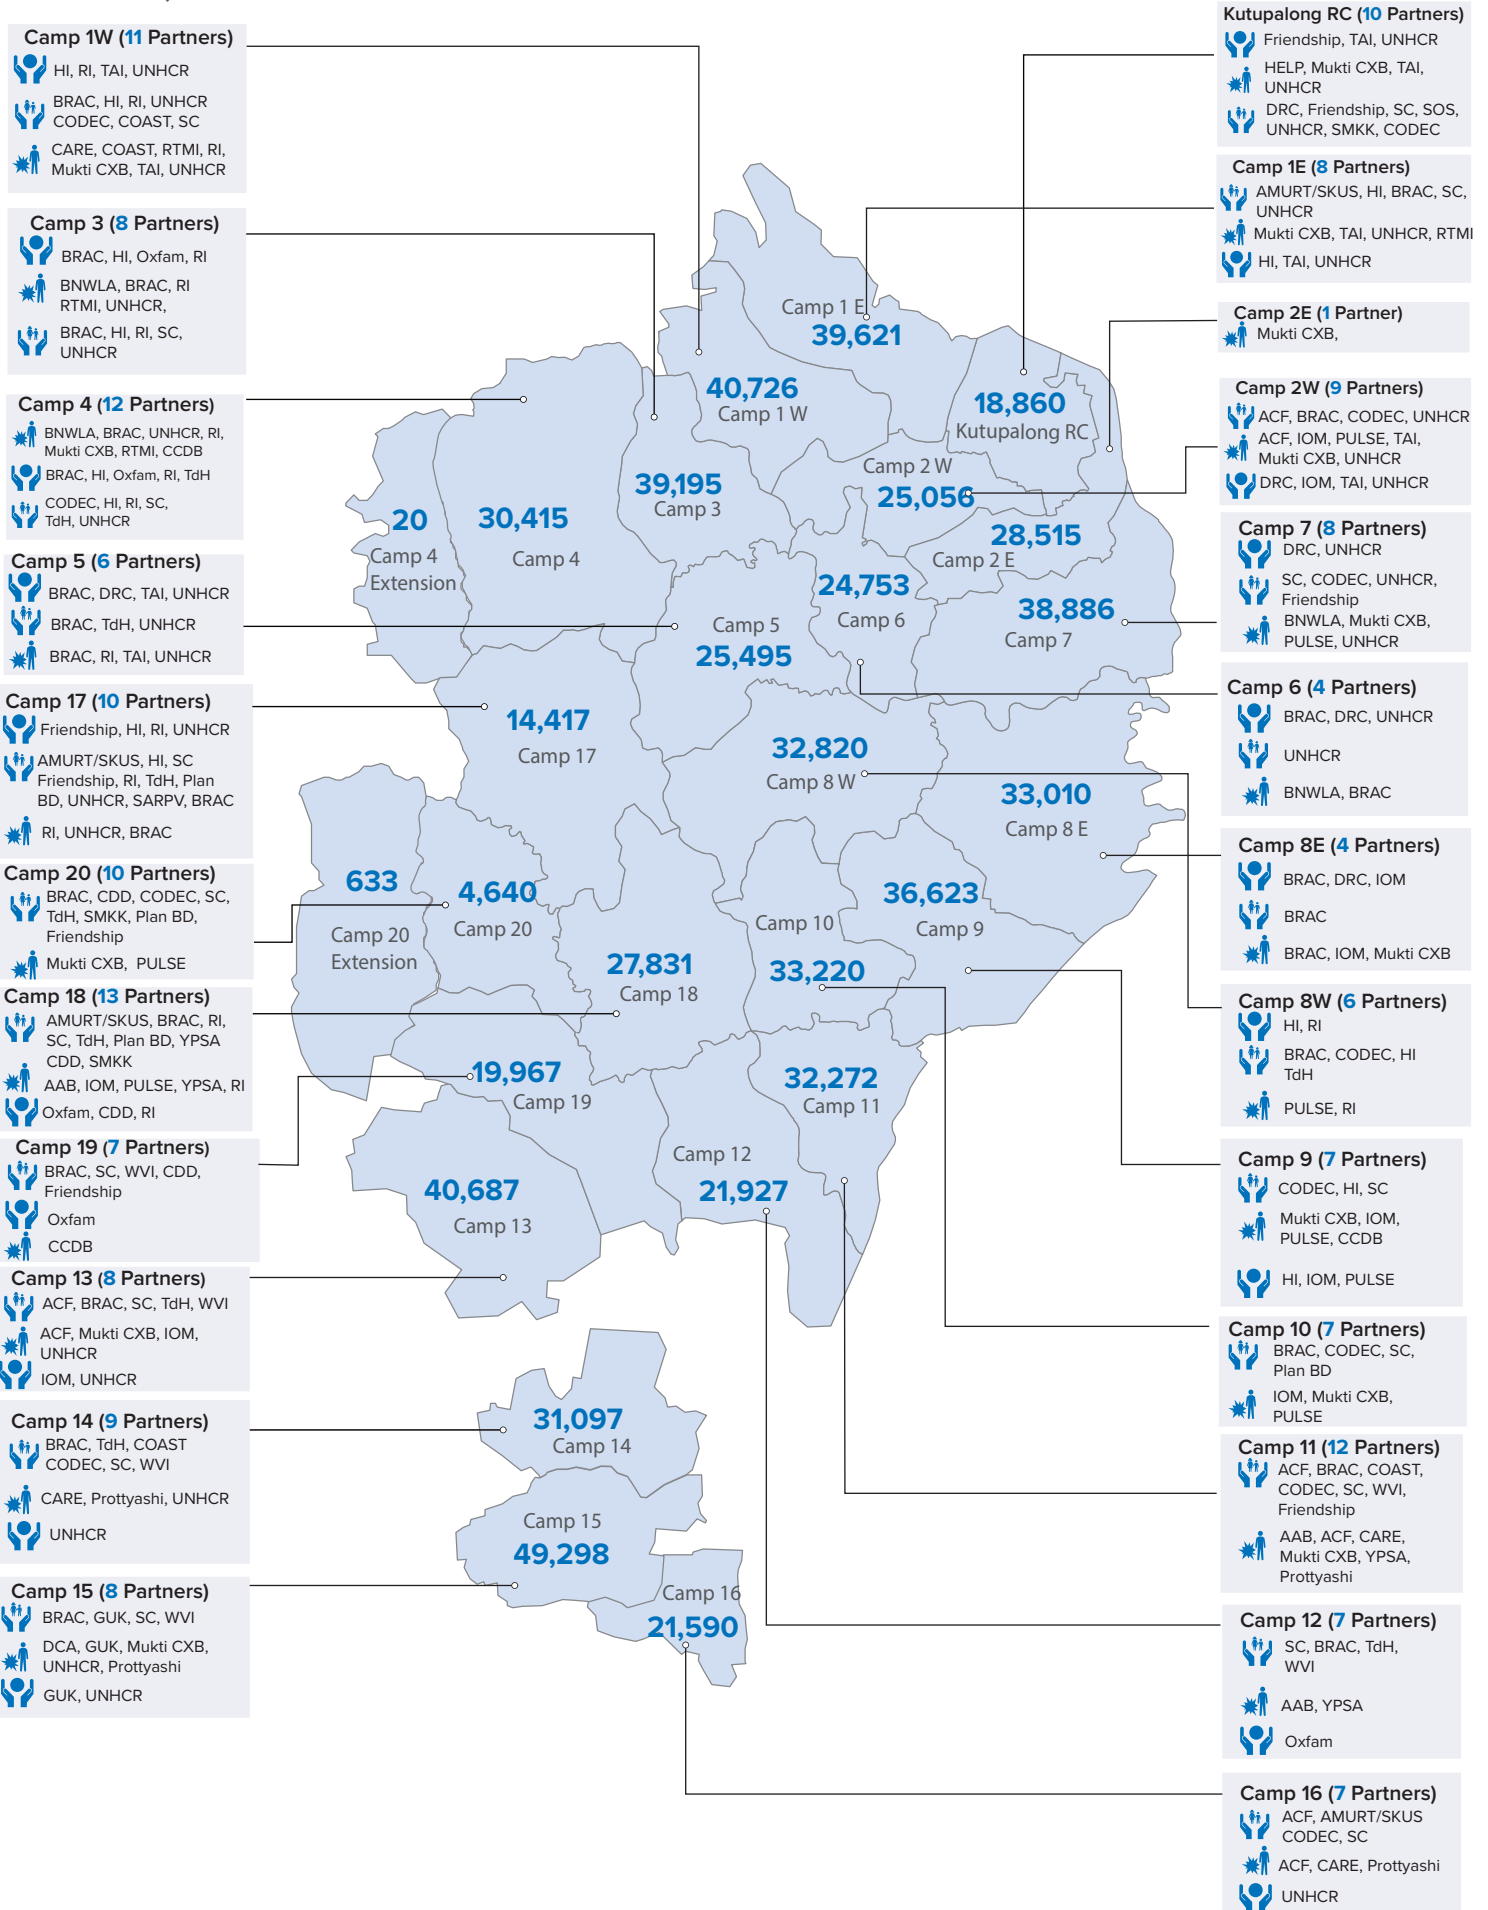 Camp 1W (11 Partners)
HI, RI, TAI, UNHCR
BRAC, HI, RI, UNHCR
CODEC, COAST, SC
CARE, COAST, RTMI, RI,
Mukti CXB, TAI, UNHCR
Camp 3 (8 Partners)
BRAC, HI, Oxfam, RI
BNWLA, BRAC, RI
RTMI, UNHCR,
BRAC, HI, RI, SC,
UNHCR
Camp 4 (12 Partners)
BNWLA, BRAC, UNHCR, RI,
Mukti CXB, RTMI, CCDB
BRAC, HI, Oxfam, RI, TdH
CODEC, HI, RI, SC,
TdH, UNHCR
Camp 5 (6 Partners)
BRAC, DRC, TAI, UNHCR
BRAC, TdH, UNHCR
BRAC, RI, TAI, UNHCR
Camp 17 (10 Partners)
Friendship, HI, RI, UNHCR
AMURT/SKUS, HI, SC
Friendship, RI, TdH, Plan
BD, UNHCR, SARPV, BRAC
RI, UNHCR, BRAC
Camp 20 (10 Partners)
BRAC, CDD, CODEC, SC,
TdH, SMKK, Plan BD,
Friendship
Mukti CXB, PULSE
Camp 18 (13 Partners)
AMURT/SKUS, BRAC, RI,
SC, TdH, Plan BD, YPSA
CDD, SMKK
AAB, IOM, PULSE, YPSA, RI
Oxfam, CDD, RI
Camp 19 (7 Partners)
BRAC, SC, WVI, CDD,
Friendship
Oxfam
CCDB
Camp 13 (8 Partners)
ACF, BRAC, SC, TdH, WVI
ACF, Mukti CXB, IOM,
UNHCR
IOM, UNHCR
Camp 14 (9 Partners)
BRAC, TdH, COAST
CODEC, SC, WVI
CARE, Prottyashi, UNHCR
UNHCR
Camp 15 (8 Partners)
BRAC, GUK, SC, WVI
DCA, GUK, Mukti CXB,
UNHCR, Prottyashi
GUK, UNHCR
Camp 1 E
39,621
40,726
Camp 1 W
18,860
Kutupalong RC
39,195
Camp 3
Camp 2 W
25,056
20
Camp 4
Extension
30,415
Camp 4
28,515
Camp 2 E
24,753
Camp 6
38,886
Camp 7
Camp 5
25,495
14,417
Camp 17
32,820
Camp 8 W
33,010
Camp 8 E
633
Camp 20
Extension
4,640
Camp 20
36,623
Camp 9
Camp 10
33,220
27,831
Camp 18
19,967
Camp 19
32,272
Camp 11
Camp 12
21,927
40,687
Camp 13
31,097
Camp 14
Camp 15
49,298
Camp 16
21,590
Kutupalong RC (10 Partners)
Friendship, TAI, UNHCR
HELP, Mukti CXB, TAI,
UNHCR
DRC, Friendship, SC, SOS,
UNHCR, SMKK, CODEC
Camp 1E (8 Partners)
AMURT/SKUS, HI, BRAC, SC,
UNHCR
Mukti CXB, TAI, UNHCR, RTMI
HI, TAI, UNHCR
Camp 2E (1 Partner)
Mukti CXB,
Camp 2W (9 Partners)
ACF, BRAC, CODEC, UNHCR
ACF, IOM, PULSE, TAI,
Mukti CXB, UNHCR
DRC, IOM, TAI, UNHCR
Camp 7 (8 Partners)
DRC, UNHCR
SC, CODEC, UNHCR,
Friendship
BNWLA, Mukti CXB,
PULSE, UNHCR
Camp 6 (4 Partners)
BRAC, DRC, UNHCR
UNHCR
BNWLA, BRAC
Camp 8E (4 Partners)
BRAC, DRC, IOM
BRAC
BRAC, IOM, Mukti CXB
Camp 8W (6 Partners)
HI, RI
BRAC, CODEC, HI
TdH
PULSE, RI
Camp 9 (7 Partners)
CODEC, HI, SC
Mukti CXB, IOM,
PULSE, CCDB
HI, IOM, PULSE
Camp 10 (7 Partners)
BRAC, CODEC, SC,
Plan BD
IOM, Mukti CXB,
PULSE
Camp 11 (12 Partners)
ACF, BRAC, COAST,
CODEC, SC, WVI,
Friendship
AAB, ACF, CARE,
Mukti CXB, YPSA,
Prottyashi
Camp 12 (7 Partners)
SC, BRAC, TdH,
WVI
AAB, YPSA
Oxfam
Camp 16 (7 Partners)
ACF, AMURT/SKUS
CODEC, SC
ACF, CARE, Prottyashi
UNHCR